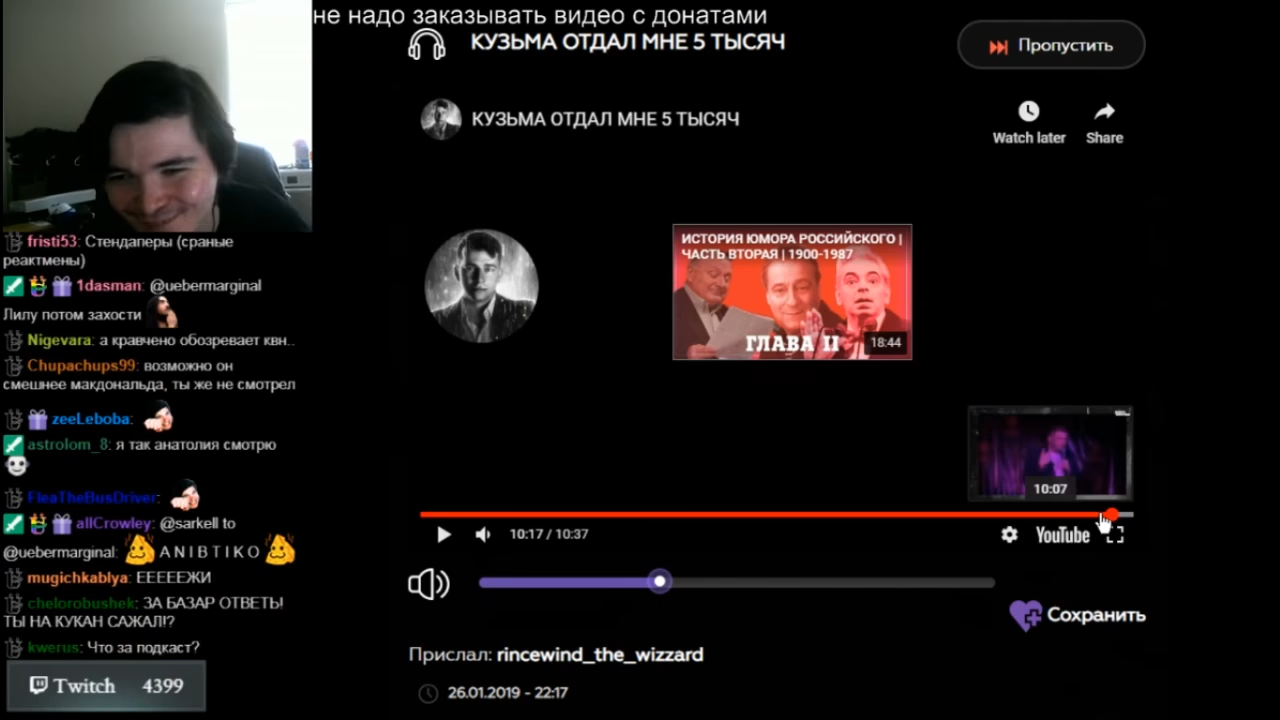 не надо заказывать видео с донатами
КУЗЬМА ОТДАЛ МНЕ 5 ТЫСЯЧ
Пропустить
КУЗЬМА ОТДАЛ МНЕ 5 ТЫСЯЧ
Watch later
Share
ИСТОРИЯ ЮМОРА РОССИЙСКОГО |
ЧАСТЬ ВТОРАЯ | 1900-1987
ГЛАВА II
18:44
10:07
10:17 / 10:37
YouTube
Сохранить
Прислал: rincewind_the_wizzard
26.01.2019 - 22:17
fristi53: Стендаперы (сраные
реактмены)
1dasman: @uebermarginal
Лилу потом захости
Nigevara: а кравчено обозревает квн..
Chupachups99: возможно он
смешнее макдональда, ты же не смотрел
zeeLeboba:
astrolom_8: я так анатолия смотрю
FleaTheBusDriver:
allCrowley: @sarkell to
@uebermarginal: A N I B T I K O
mugichkablya: ЕЕЕЕЕЖИ
chelorobushek: ЗА БАЗАР ОТВЕТЬ!
ТЫ НА КУКАН САЖАЛ!?
kwerus: Что за подкаст?
Twitch 4399